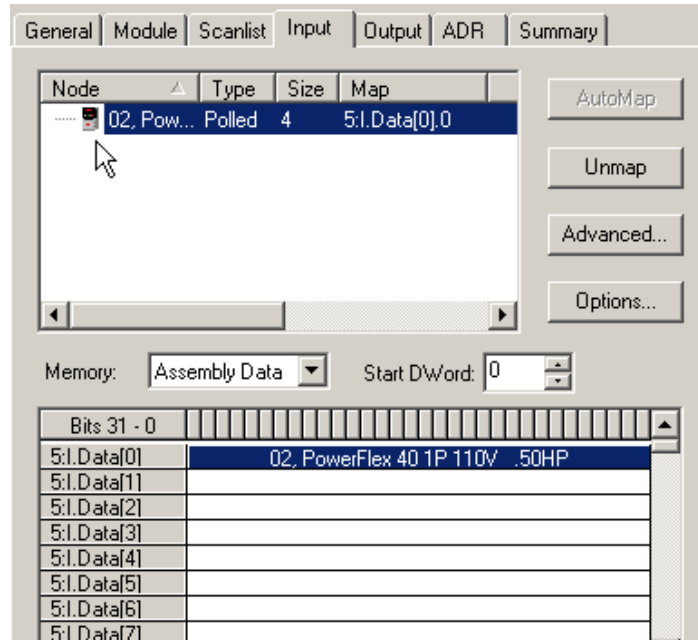 General Module Scanlist Input Output ADR Summary
Node Type Size Map
02, Pow... Polled 4 5:I.Data[0].0
AutoMap
Unmap
Advanced...
Options...
Memory: Assembly Data Start DWord: 0
Bits 31 - 0
5:I.Data[0] 02, PowerFlex 40 1P 110V .50HP
5:I.Data[1]
5:I.Data[2]
5:I.Data[3]
5:I.Data[4]
5:I.Data[5]
5:I.Data[6]
5:I.Data[7]